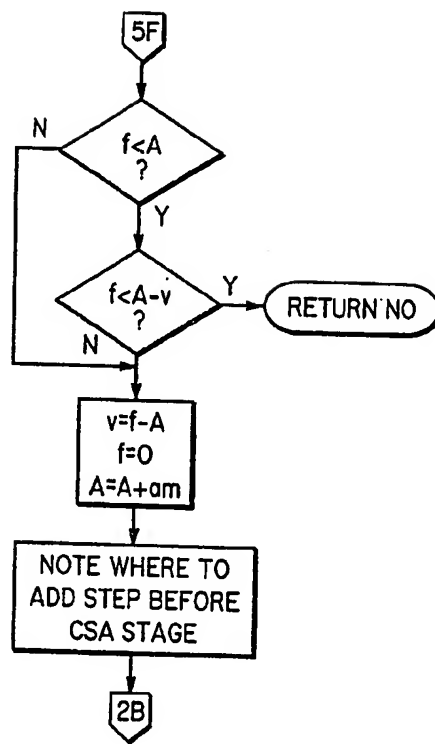 5F
N
f<A
?
Y
f<A-v
?
Y
RETURN NO
N
v=f-A
f=0
A=A+am
NOTE WHERE TO
ADD STEP BEFORE
CSA STAGE
2B